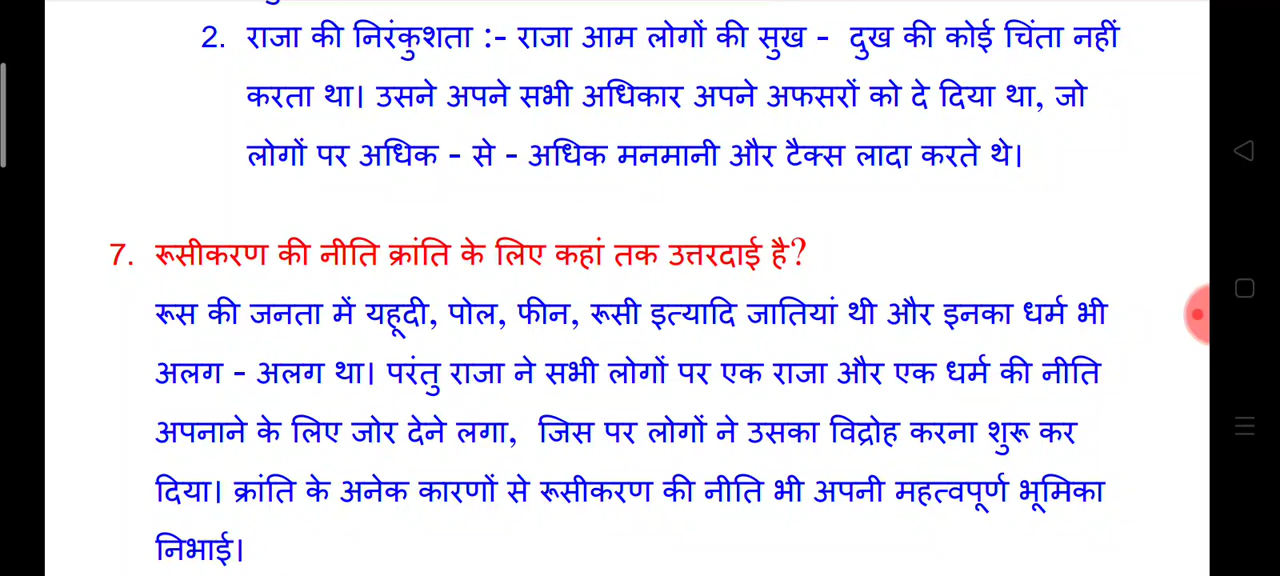 2. राजा की निरंकुशता :- राजा आम लोगों की सुख - दुख की कोई चिंता नहीं
करता था। उसने अपने सभी अधिकार अपने अफसरों को दे दिया था, जो
लोगों पर अधिक - से - अधिक मनमानी और टैक्स लादा करते थे।
7. रूसीकरण की नीति क्रांति के लिए कहां तक उत्तरदाई है?
रूस की जनता में यहूदी, पोल, फीन, रूसी इत्यादि जातियां थी और इनका धर्म भी
अलग - अलग था। परंतु राजा ने सभी लोगों पर एक राजा और एक धर्म की नीति
अपनाने के लिए जोर देने लगा, जिस पर लोगों ने उसका विद्रोह करना शुरू कर
दिया। क्रांति के अनेक कारणों से रूसीकरण की नीति भी अपनी महत्वपूर्ण भूमिका
निभाई।